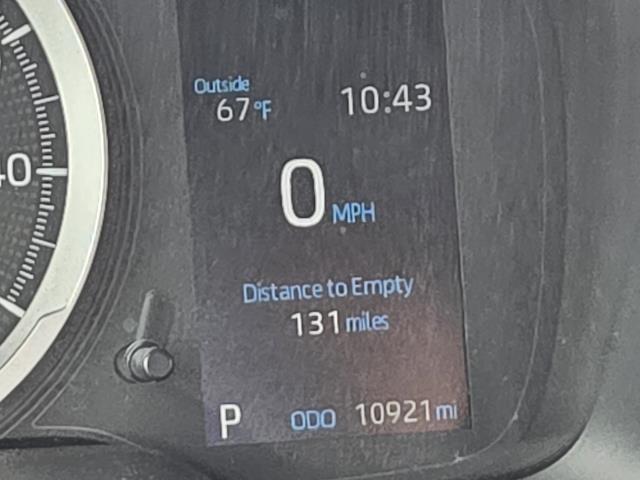 Outside
67°F 10:43
0 MPH
Distance to Empty
131 miles
P ODO 10921 mi